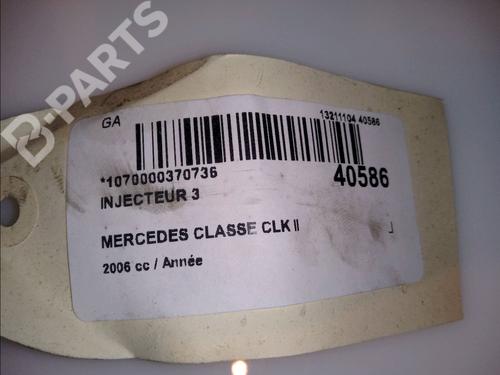 B-PARTS
GA
13211104 40586
*1070000370736
40586
INJECTEUR 3
MERCEDES CLASSE CLK II
2006 cc / Année